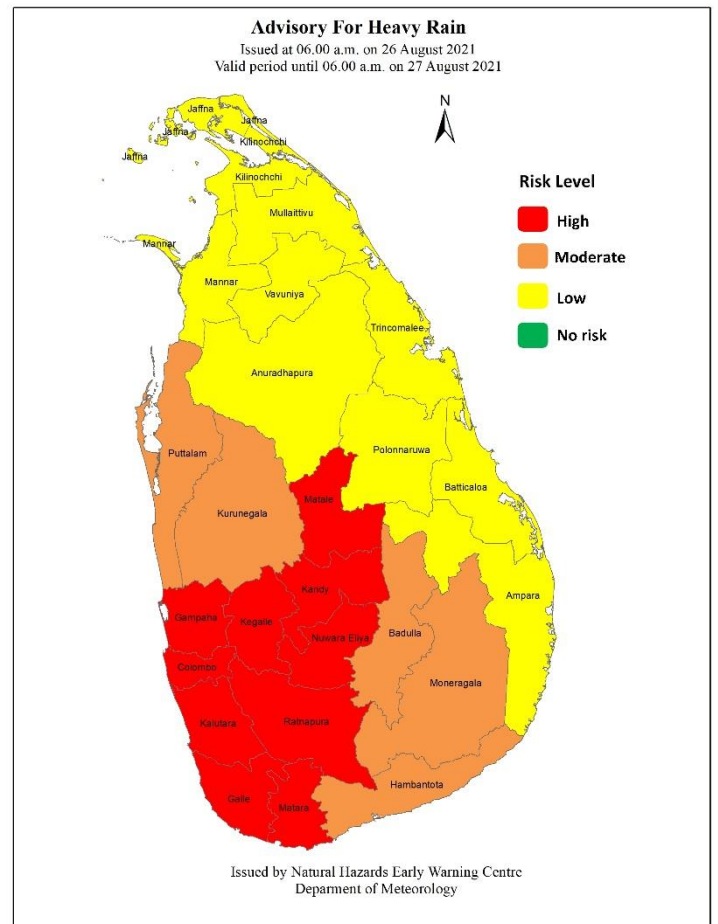 Advisory For Heavy Rain
Issued at 06.00 a.m. on 26 August 2021
Valid period until 06.00 a.m. on 27 August 2021
N
Jaffna
Jaffna
Jaffna
Kilinochchi
Jaffna
Kilinochchi
Risk Level
High
Moderate
Low
No risk
Mullaittivu
Mannar
Mannar
Vavuniya
Trincomalee
Anuradhapura
Puttalam
Polonnaruwa
Batticaloa
Matale
Kurunegala
Kandy
Ampara
Gampaha
Kegalle
Nuwara Eliya
Badulla
Colombo
Moneragala
Kalutara
Ratnapura
Hambantota
Galle
Matara
Issued by Natural Hazards Early Warning Centre
Deparment of Meteorology